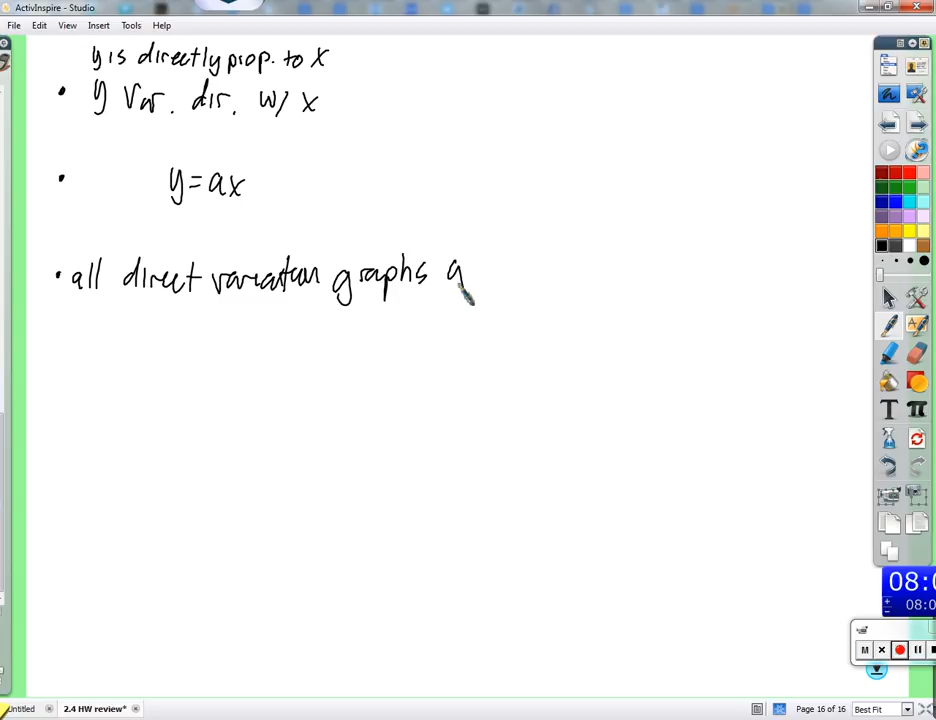 ActivInspire - Studio
File Edit View Insert Tools Help
y is directly prop. to x
• y var. dir. w/ x
• y=ax
• all direct variation graphs g
T π
08:0
08:0
M
Untitled 2.4 HW review* Page 16 of 16 Best Fit